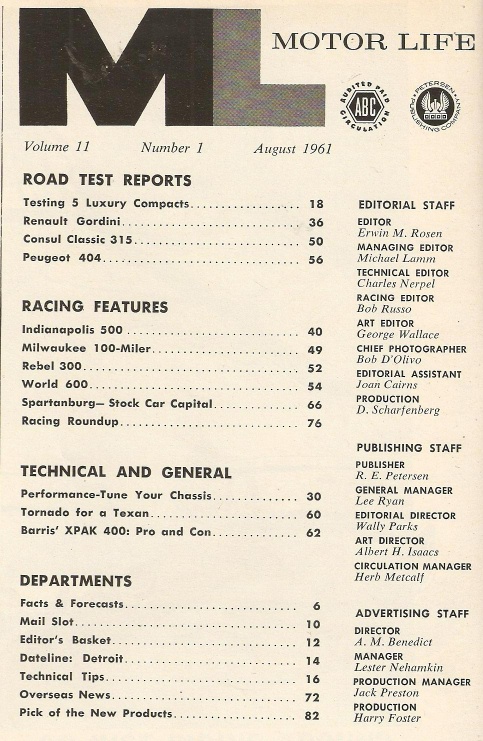 ML MOTOR LIFE
AUDITED PAID CIRCULATION
ABC
PETERSEN PUBLISHING COMPANY
Volume 11 Number 1 August 1961
ROAD TEST REPORTS
Testing 5 Luxury Compacts 18
Renault Gordini 36
Consul Classic 315 50
Peugeot 404 56
RACING FEATURES
Indianapolis 500 40
Milwaukee 100-Miler 49
Rebel 300 52
World 600 54
Spartanburg—Stock Car Capital 66
Racing Roundup 76
TECHNICAL AND GENERAL
Performance-Tune Your Chassis 30
Tornado for a Texan 60
Barris' XPAK 400: Pro and Con 62
DEPARTMENTS
Facts & Forecasts 6
Mail Slot 10
Editor's Basket 12
Dateline: Detroit 14
Technical Tips 16
Overseas News 72
Pick of the New Products 82
EDITORIAL STAFF
EDITOR
Erwin M. Rosen
MANAGING EDITOR
Michael Lamm
TECHNICAL EDITOR
Charles Nerpel
RACING EDITOR
Bob Russo
ART EDITOR
George Wallace
CHIEF PHOTOGRAPHER
Bob D'Olivo
EDITORIAL ASSISTANT
Joan Cairns
PRODUCTION
D. Scharfenberg
PUBLISHING STAFF
PUBLISHER
R. E. Petersen
GENERAL MANAGER
Lee Ryan
EDITORIAL DIRECTOR
Wally Parks
ART DIRECTOR
Albert H. Isaacs
CIRCULATION MANAGER
Herb Metcalf
ADVERTISING STAFF
DIRECTOR
A. M. Benedict
MANAGER
Lester Nehamkin
PRODUCTION MANAGER
Jack Preston
PRODUCTION
Harry Foster